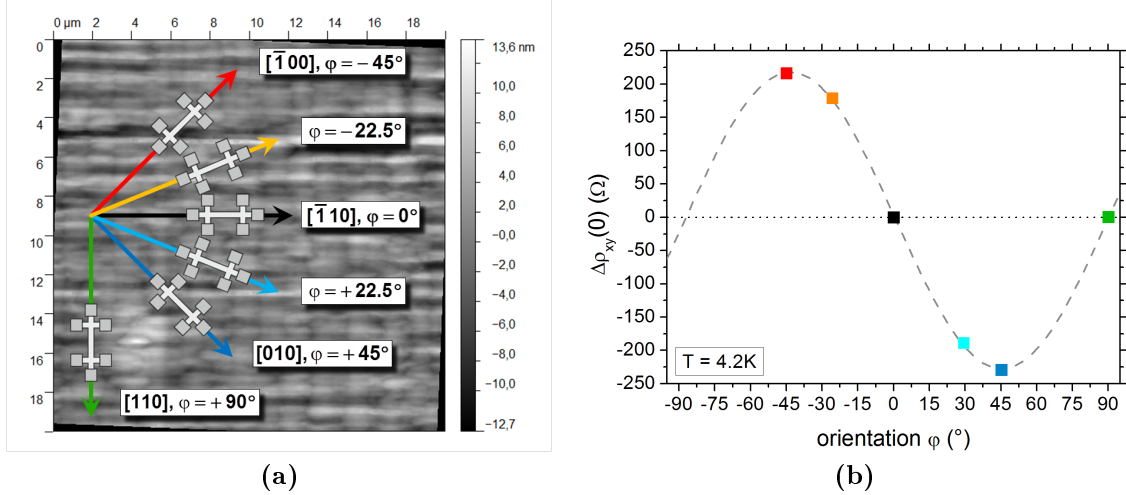 0 µm 2 4 6 8 10 12 14 16 18
0
2
4
6
8
10
12
14
16
18
[1̅00], φ = − 45°
φ = − 22.5°
[1̅10], φ = 0°
φ = + 22.5°
[010], φ = + 45°
[110], φ = + 90°
13,6 nm
10,0
8,0
6,0
4,0
2,0
−0,0
−2,0
−4,0
−6,0
−8,0
−10,0
−12,7
(a)
Δρxy(0) (Ω)
250
200
150
100
50
0
-50
-100
-150
-200
-250
T = 4.2K
-90 -75 -60 -45 -30 -15 0 15 30 45 60 75 90
orientation φ (°)
(b)